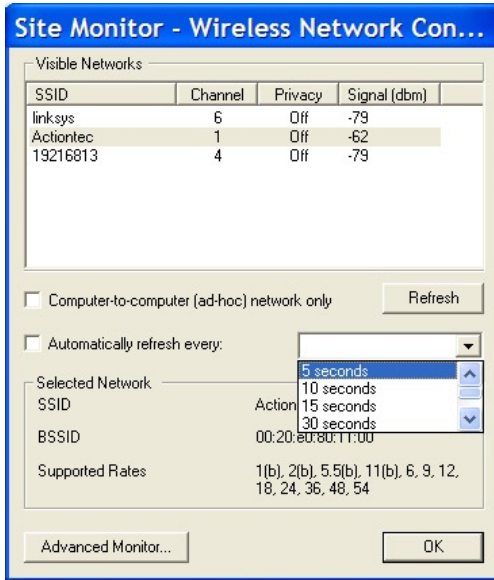 Site Monitor - Wireless Network Con...
Visible Networks
SSID Channel Privacy Signal (dbm)
linksys 6 Off -79
Actiontec 1 Off -62
19216813 4 Off -79
Computer-to-computer (ad-hoc) network only Refresh
Automatically refresh every:
5 seconds
10 seconds
15 seconds
30 seconds
Selected Network
SSID Action
BSSID 00:20:e0:80:11:00
Supported Rates 1(b), 2(b), 5.5(b), 11(b), 6, 9, 12,
18, 24, 36, 48, 54
Advanced Monitor... OK